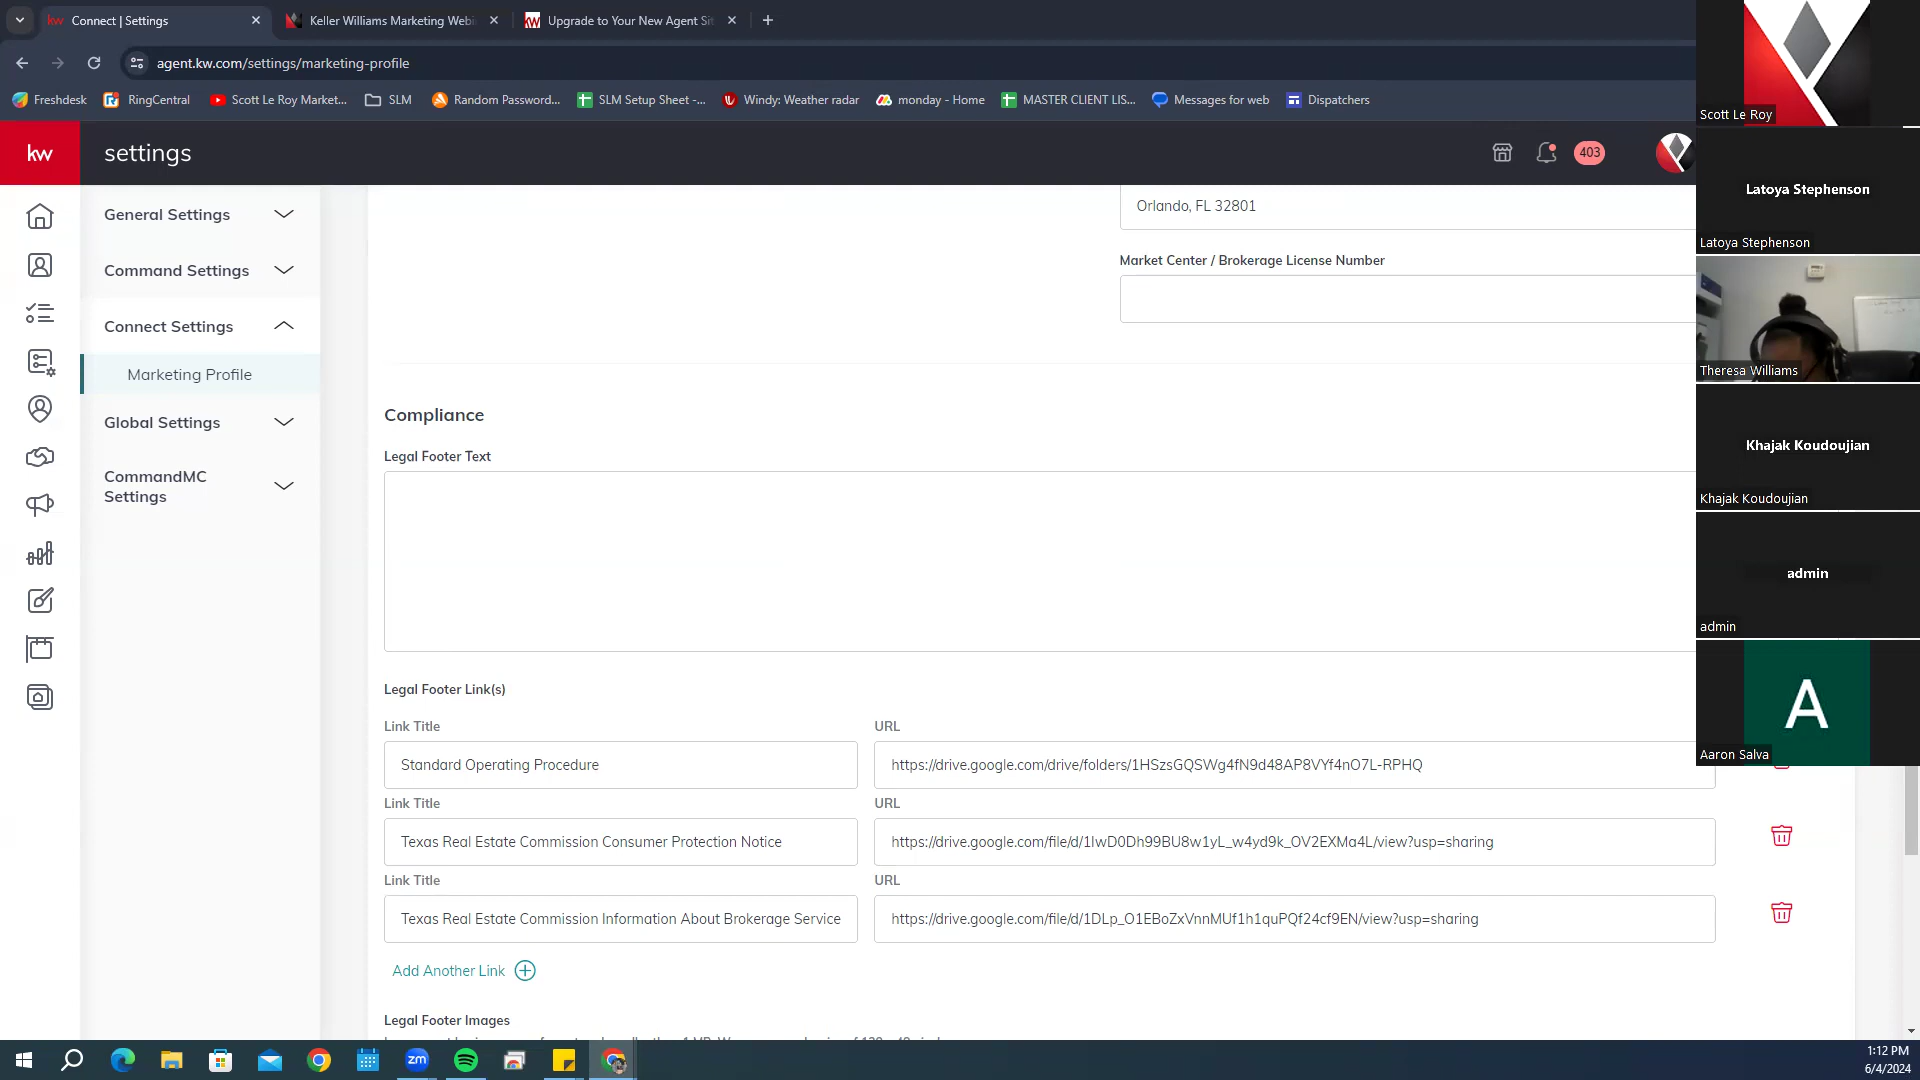 Connect | Settings
Keller Williams Marketing Webi
Upgrade to Your New Agent Sit
agent.kw.com/settings/marketing-profile
Freshdesk
RingCentral
Scott Le Roy Market...
SLM
Random Password...
SLM Setup Sheet -...
Windy: Weather radar
monday - Home
MASTER CLIENT LIS...
Messages for web
Dispatchers
kw
settings
403
General Settings
Command Settings
Connect Settings
Marketing Profile
Global Settings
CommandMC
Settings
Orlando, FL 32801
Market Center / Brokerage License Number
Compliance
Legal Footer Text
Legal Footer Link(s)
Link Title
URL
Standard Operating Procedure
https://drive.google.com/drive/folders/1HSzsGQSWg4fN9d48AP8VYf4nO7L-RPHQ
Link Title
URL
Texas Real Estate Commission Consumer Protection Notice
https://drive.google.com/file/d/1IwD0Dh99BU8w1yL_w4yd9k_OV2EXMa4L/view?usp=sharing
Link Title
URL
Texas Real Estate Commission Information About Brokerage Service
https://drive.google.com/file/d/1DLp_O1EBoZxVnnMUf1h1quPQf24cf9EN/view?usp=sharing
Add Another Link
Legal Footer Images
Scott Le Roy
Latoya Stephenson
Latoya Stephenson
Theresa Williams
Khajak Koudoujian
Khajak Koudoujian
admin
admin
A
Aaron Salva
zm
1:12 PM
6/4/2024